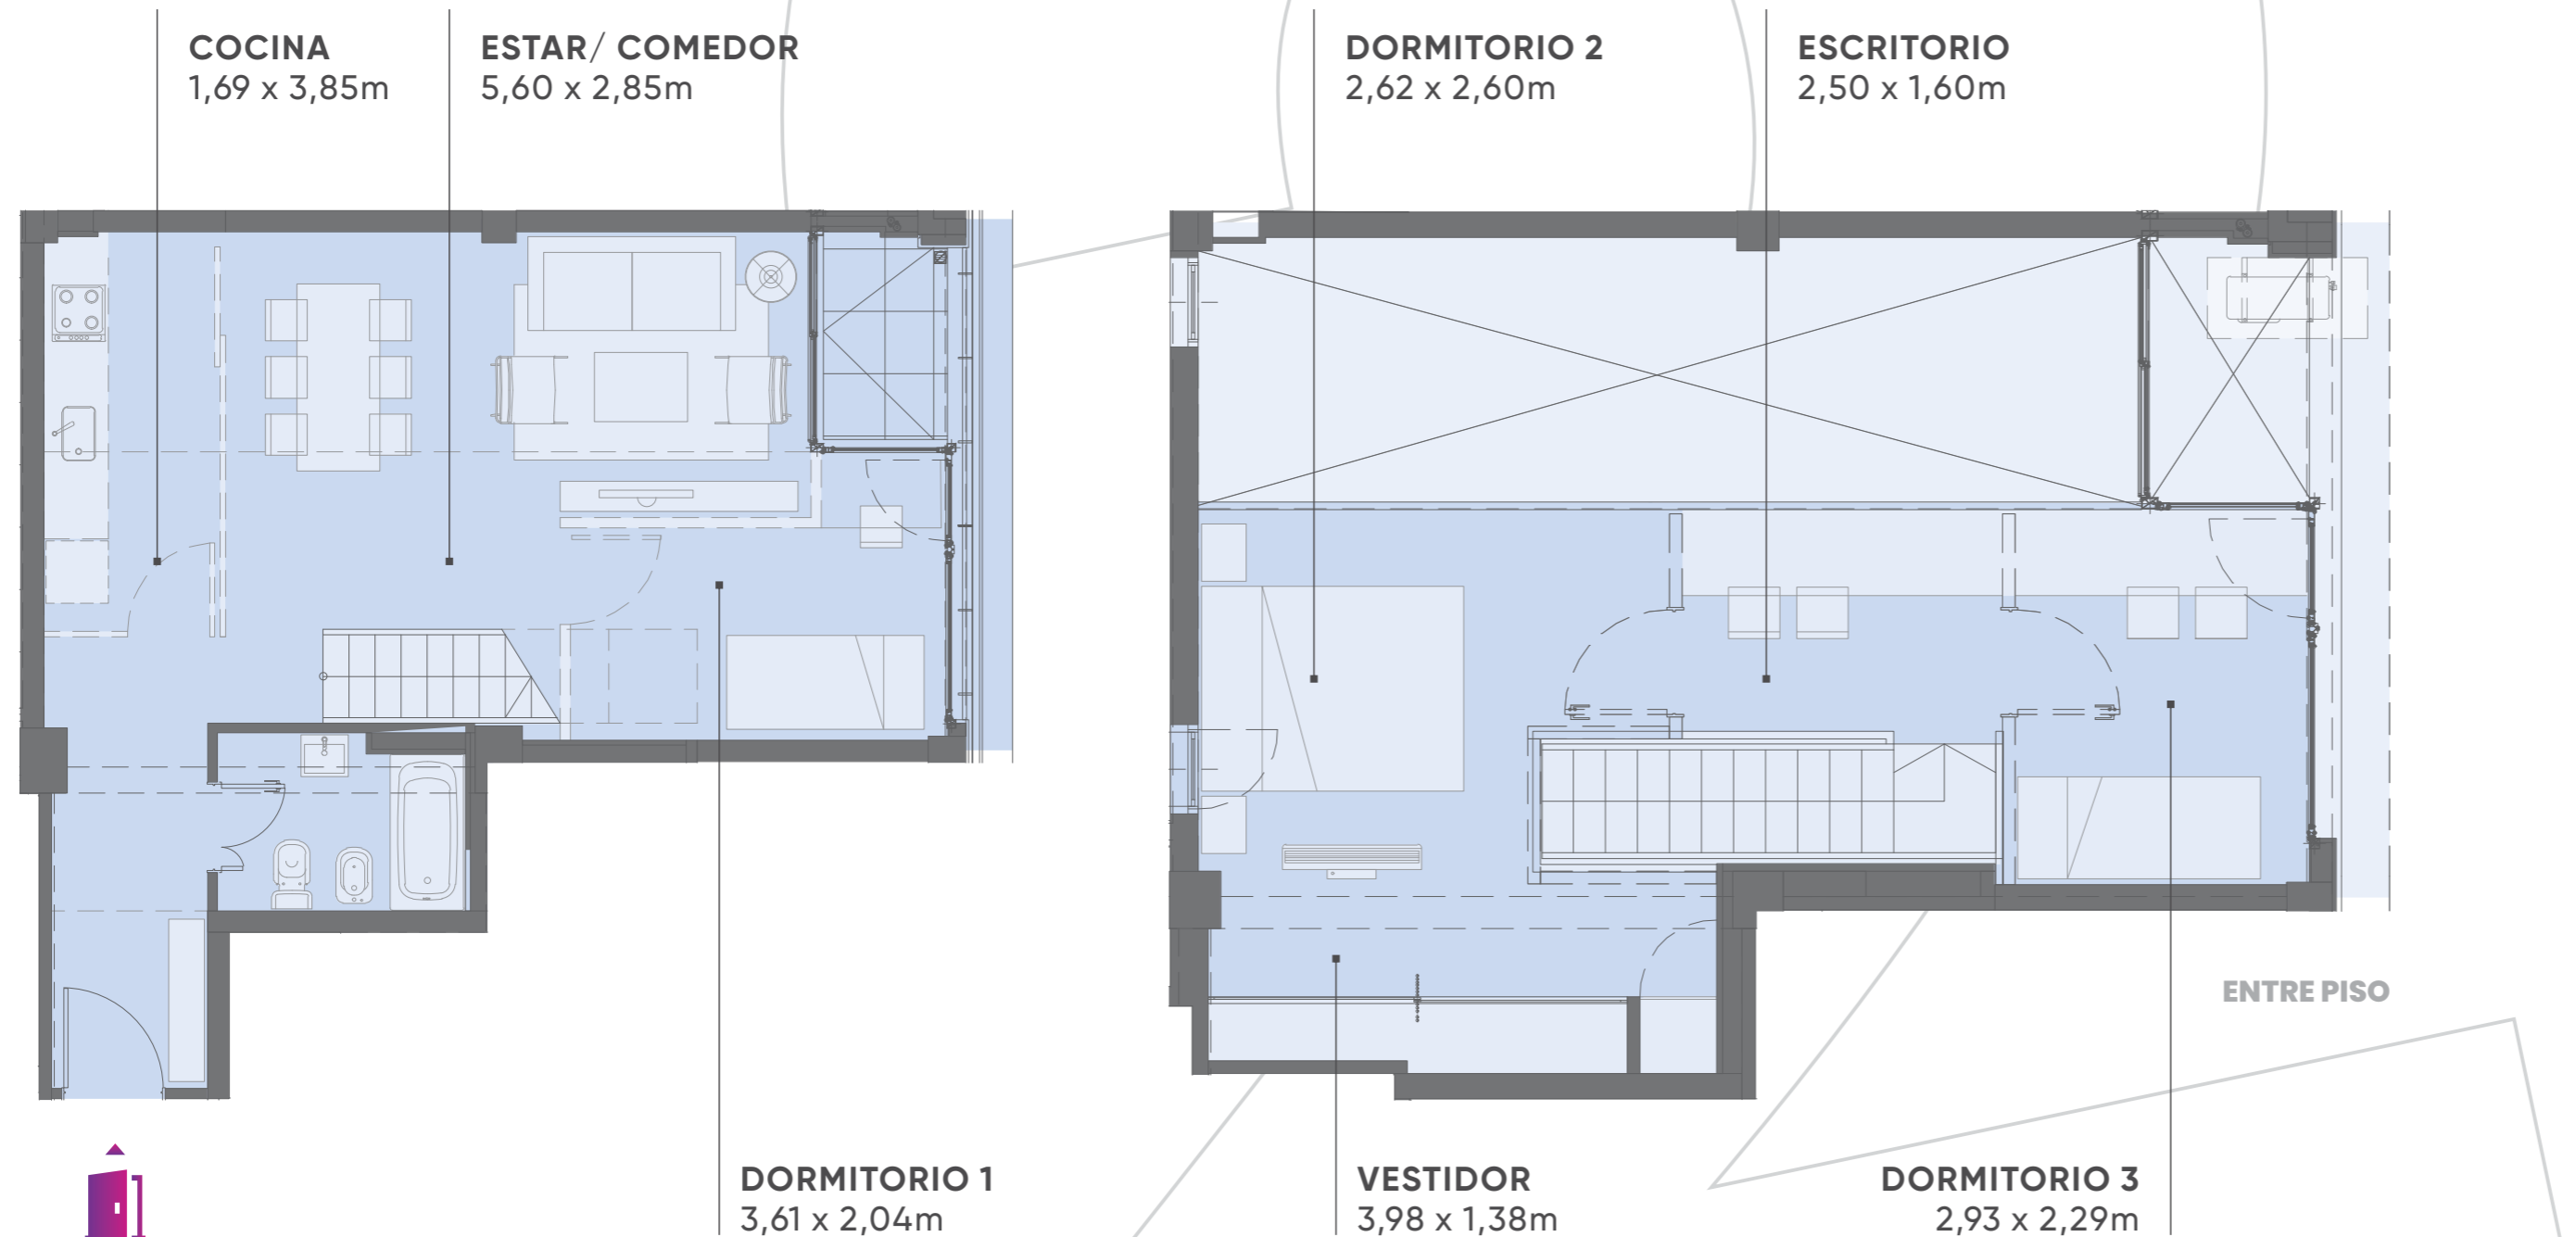 COCINA
1,69 x 3,85m
ESTAR/ COMEDOR
5,60 x 2,85m
DORMITORIO 2
2,62 x 2,60m
ESCRITORIO
2,50 x 1,60m
ENTRE PISO
DORMITORIO 1
3,61 x 2,04m
VESTIDOR
3,98 x 1,38m
DORMITORIO 3
2,93 x 2,29m